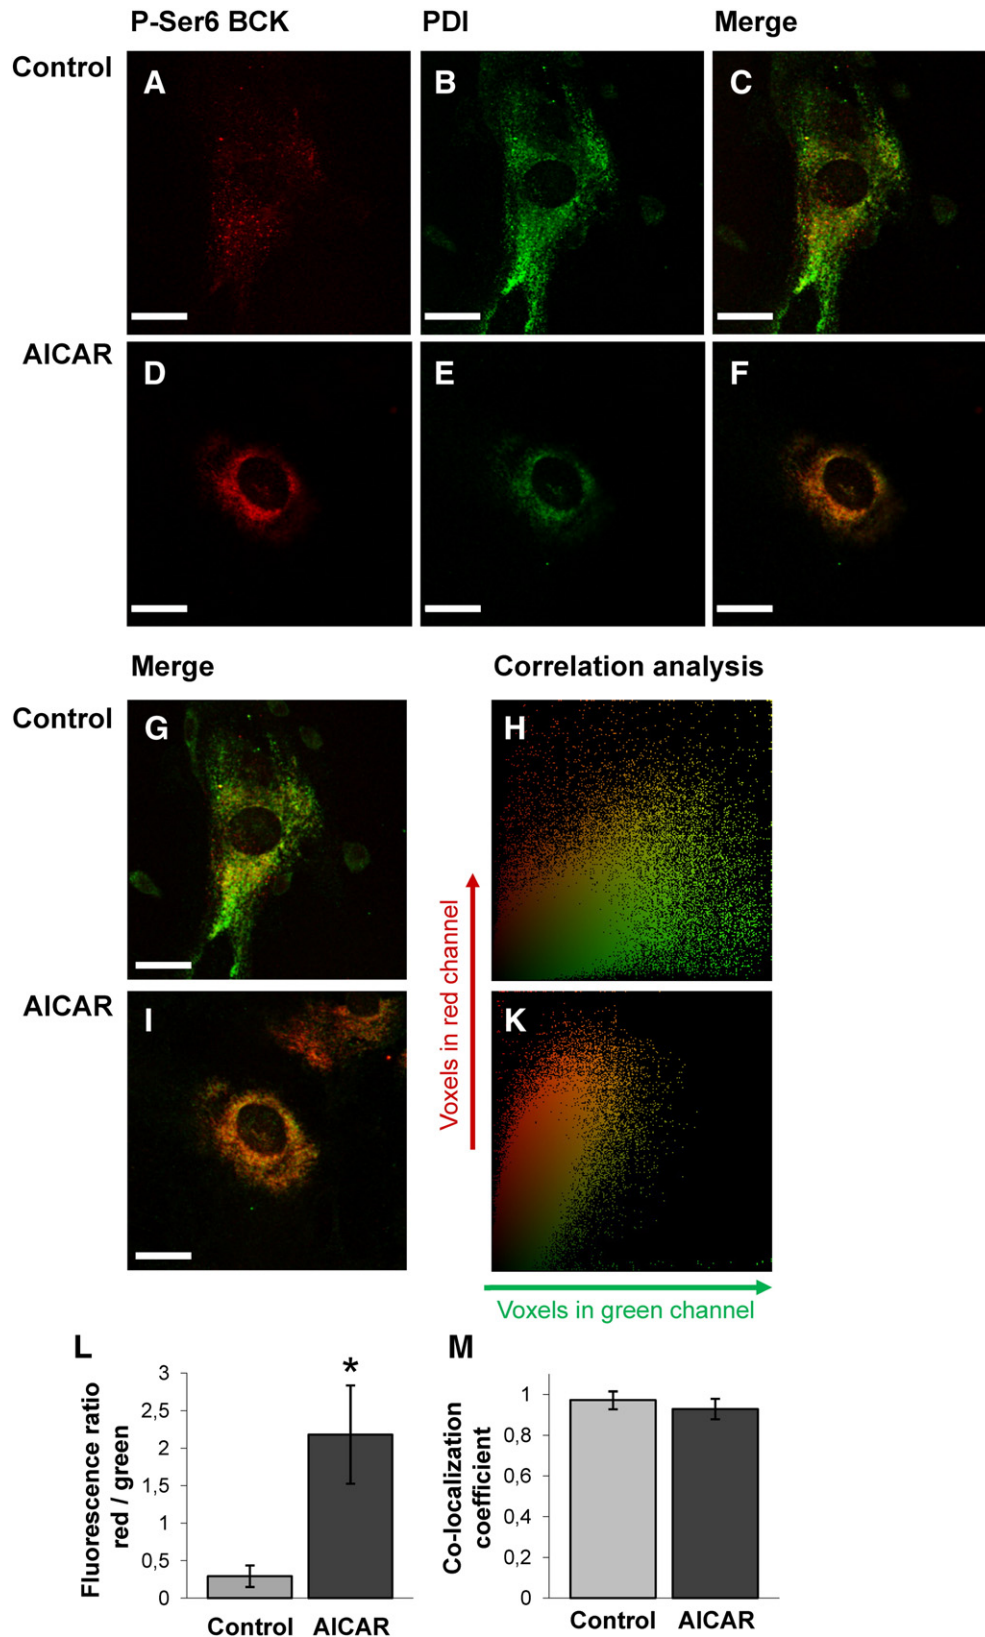 P-Ser6 BCK PDI Merge
Control
A B C
AICAR
D E F
Merge Correlation analysis
Control
G H
AICAR
I K
Voxels in red channel
Voxels in green channel
L M
Fluorescence ratio
red / green
3
2,5
2
1,5
1
0,5
0
*
Control AICAR
Co-localization
coefficient
1
0,8
0,6
0,4
0,2
0
Control AICAR